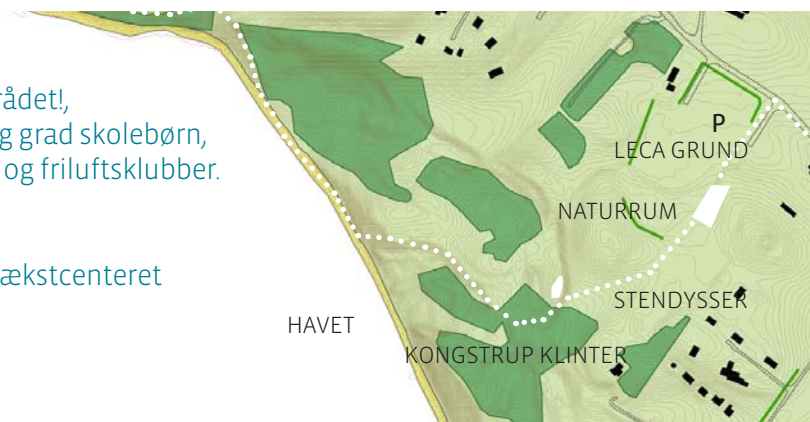 rådet!,
g grad skolebørn,
og friluftsklubber.
ækstcenteret
P
LECA GRUND
NATURRUM
STENDYSSER
HAVET
KONGSTRUP KLINTER